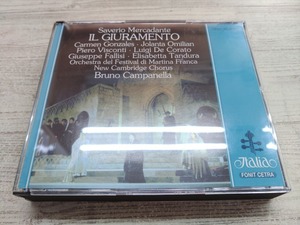 Saverio Mercadante
IL GIURAMENTO
Carmen Gonzales · Jolanta Omilian
Piero Visconti · Luigi De Corato
Giuseppe Fallisi · Elisabetta Tandura
Orchestra del Festival di Martina Franca
New Cambridge Chorus
Bruno Campanella
Italia
FONIT CETRA